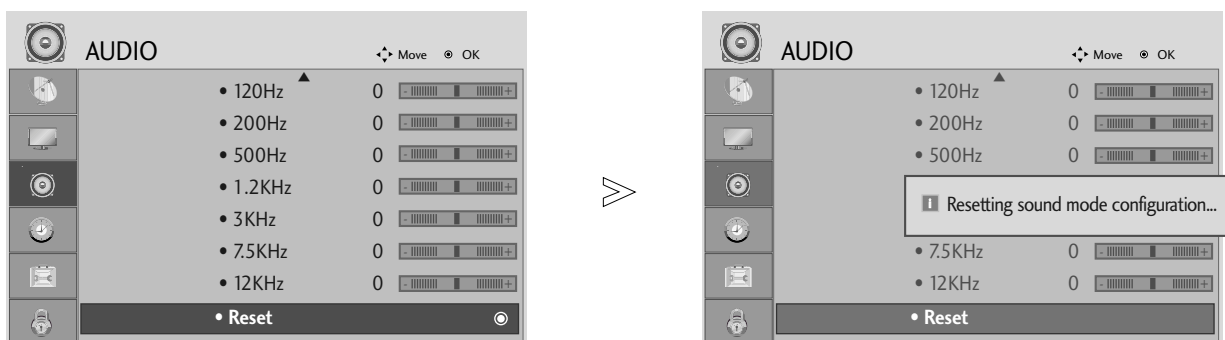 AUDIO Move OK
• 120Hz 0 - +
• 200Hz 0 - +
• 500Hz 0 - +
• 1.2KHz 0 - +
• 3KHz 0 - +
• 7.5KHz 0 - +
• 12KHz 0 - +
• Reset
AUDIO Move OK
• 120Hz 0 - +
• 200Hz 0 - +
• 500Hz 0 - +
Resetting sound mode configuration...
• 7.5KHz 0 - +
• 12KHz 0 - +
• Reset